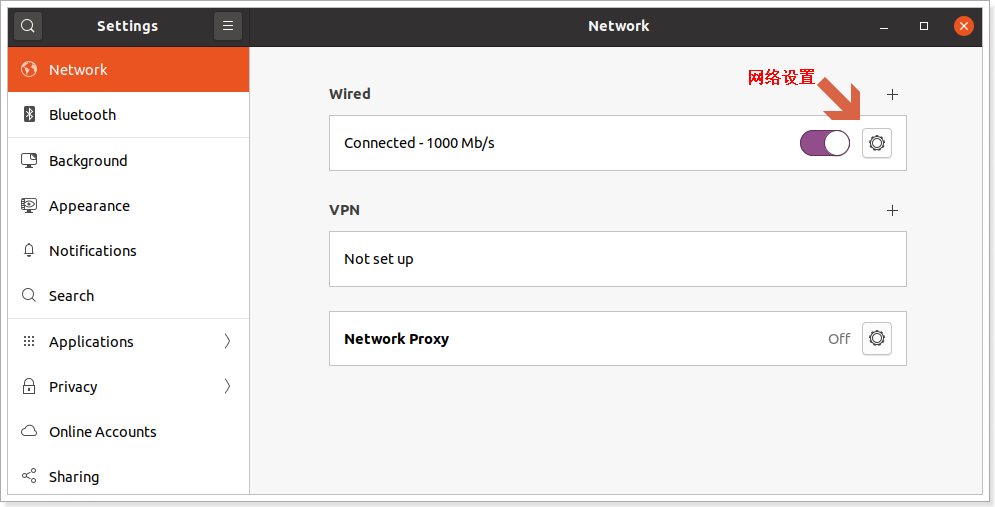 Settings
Network
Network
Bluetooth
Background
Appearance
Notifications
Search
Applications
Privacy
Online Accounts
Sharing
网络设置
Wired
Connected - 1000 Mb/s
VPN
Not set up
Network Proxy
Off